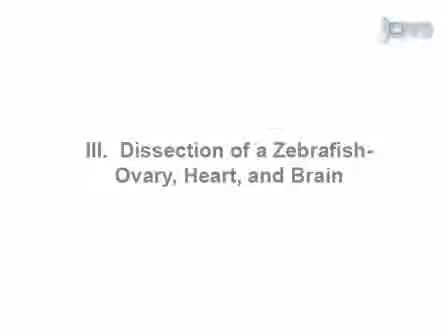 III. Dissection of a Zebrafish-
Ovary, Heart, and Brain